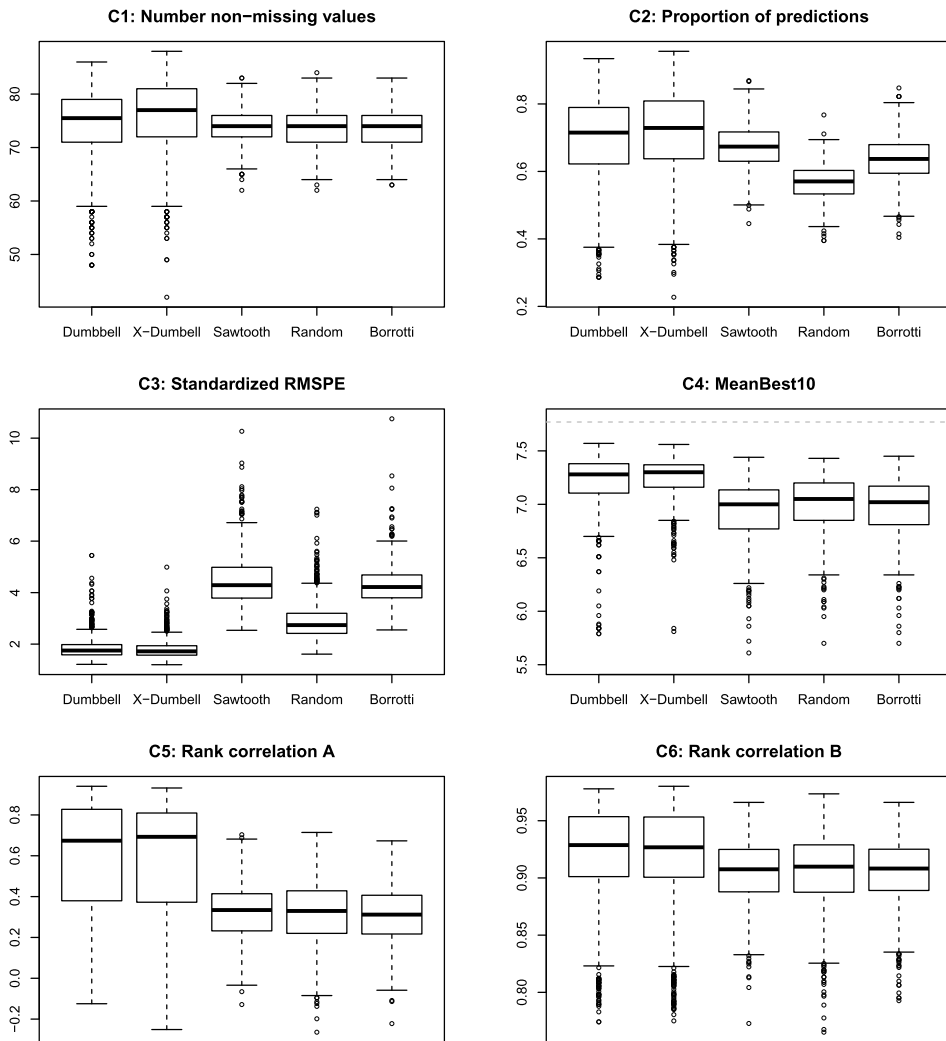 C1: Number non−missing values
80
70
60
50
Dumbbell X−Dumbell Sawtooth Random Borrotti
C2: Proportion of predictions
0.8
0.6
0.4
0.2
Dumbbell X−Dumbell Sawtooth Random Borrotti
C3: Standardized RMSPE
10
8
6
4
2
Dumbbell X−Dumbell Sawtooth Random Borrotti
C4: MeanBest10
7.5
7.0
6.5
6.0
5.5
Dumbbell X−Dumbell Sawtooth Random Borrotti
C5: Rank correlation A
0.8
0.6
0.4
0.2
0.0
−0.2
C6: Rank correlation B
0.95
0.90
0.85
0.80